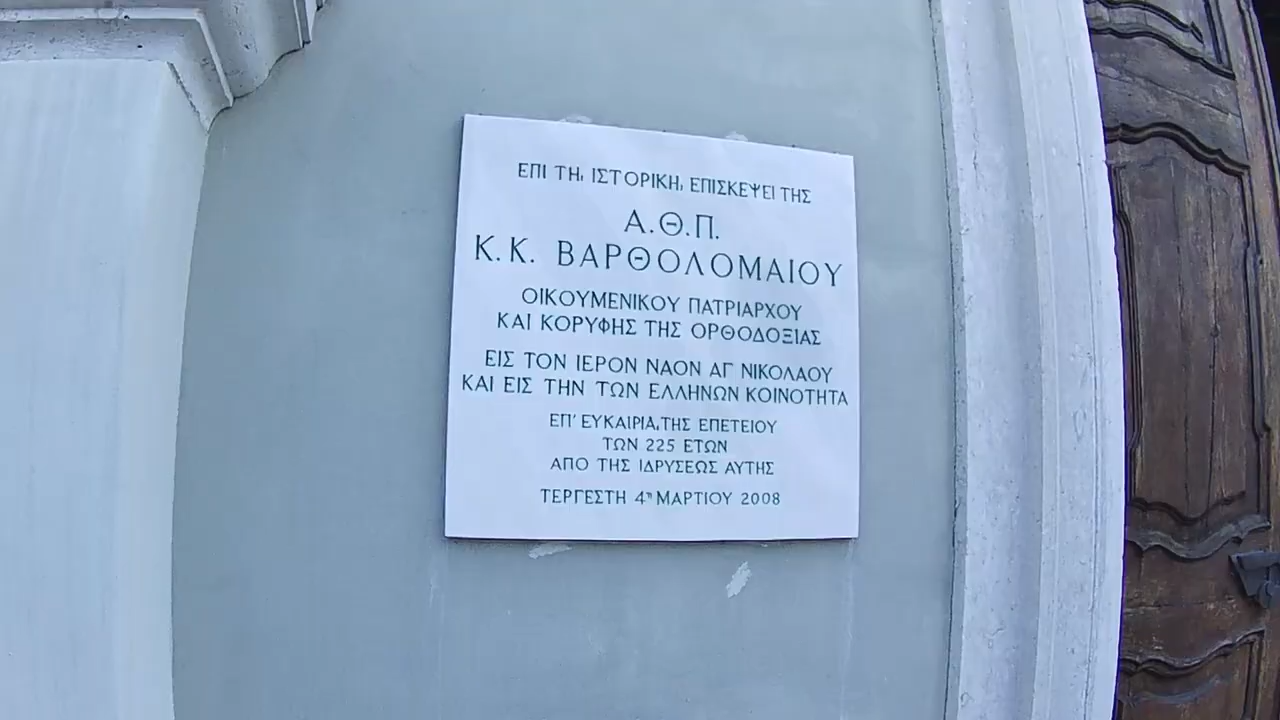 ΕΠΙ ΤΗ, ΙΣΤΟΡΙΚΗ, ΕΠΙΣΚΕΨΕΙ ΤΗΣ
Α.Θ.Π.
Κ.Κ. ΒΑΡΘΟΛΟΜΑΙΟΥ
ΟΙΚΟΥΜΕΝΙΚΟΥ ΠΑΤΡΙΑΡΧΟΥ
ΚΑΙ ΚΟΡΥΦΗΣ ΤΗΣ ΟΡΘΟΔΟΞΙΑΣ
ΕΙΣ ΤΟΝ ΙΕΡΟΝ ΝΑΟΝ ΑΓ' ΝΙΚΟΛΑΟΥ
ΚΑΙ ΕΙΣ ΤΗΝ ΤΩΝ ΕΛΛΗΝΩΝ ΚΟΙΝΟΤΗΤΑ
ΕΠ' ΕΥΚΑΙΡΙΑ, ΤΗΣ ΕΠΕΤΕΙΟΥ
ΤΩΝ 225 ΕΤΩΝ
ΑΠΟ ΤΗΣ ΙΔΡΥΣΕΩΣ ΑΥΤΗΣ
ΤΕΡΓΕΣΤΗ 4η ΜΑΡΤΙΟΥ 2008